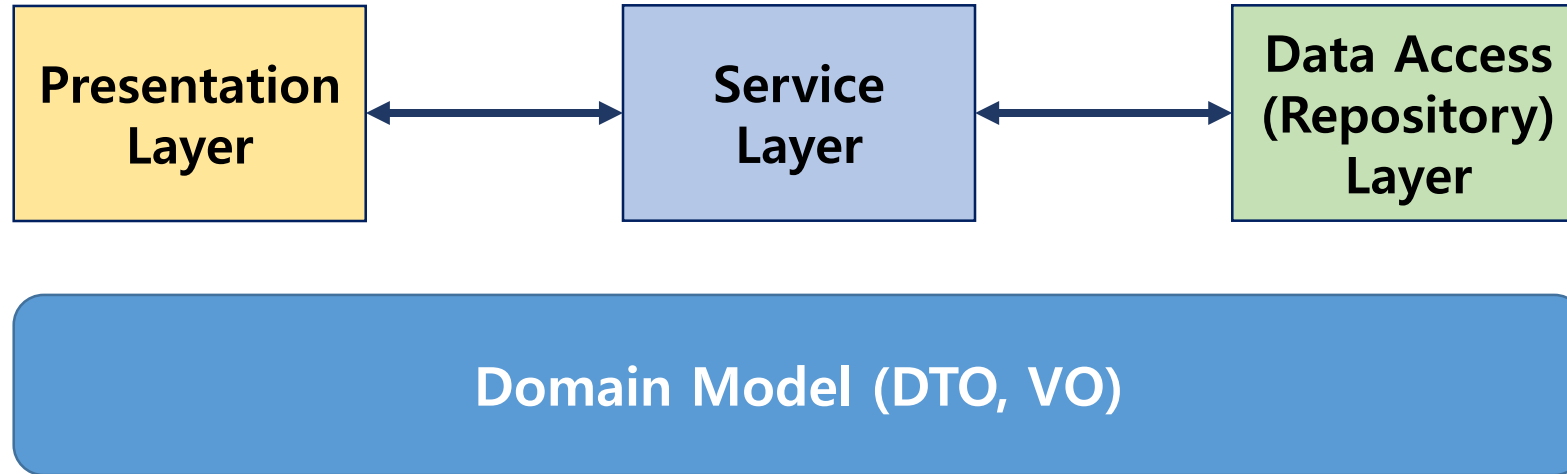 Presentation
Layer
Service
Layer
Data Access
(Repository)
Layer
Domain Model (DTO, VO)